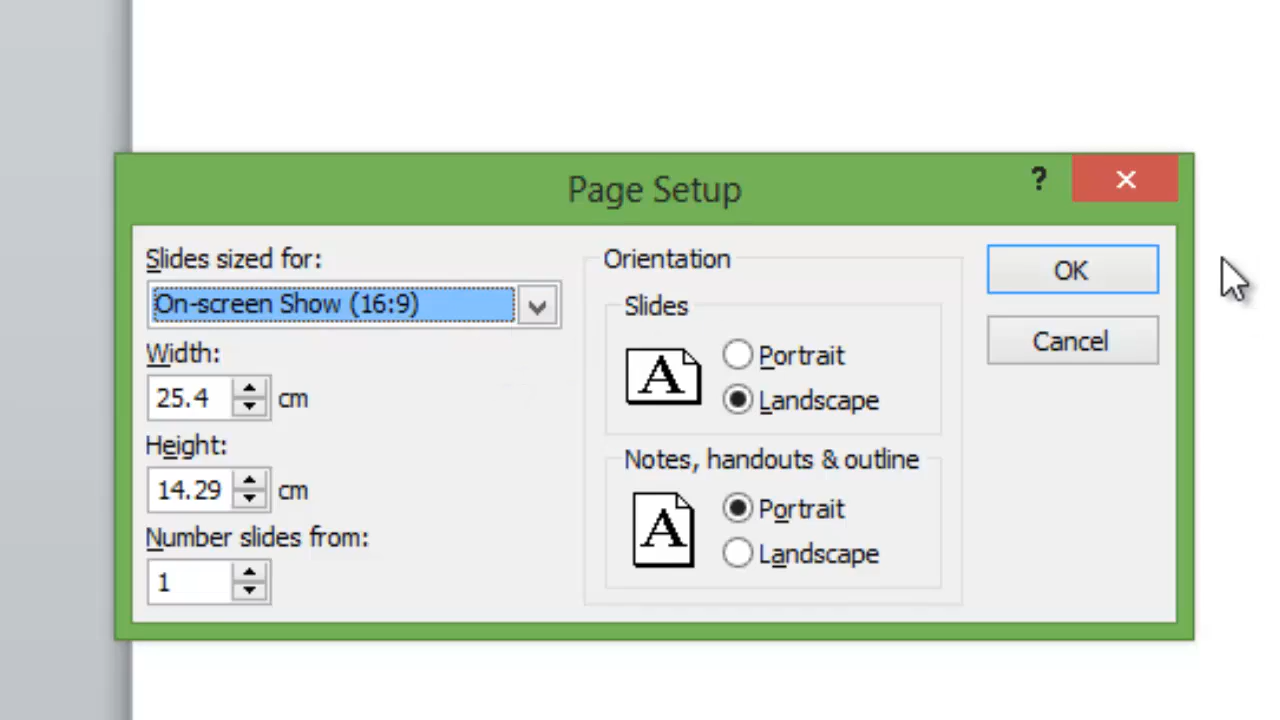 Page Setup
?
Slides sized for:
On-screen Show (16:9)
Width:
25.4 cm
Height:
14.29 cm
Number slides from:
1
Orientation
Slides
A
Portrait
Landscape
Notes, handouts & outline
A
Portrait
Landscape
OK
Cancel